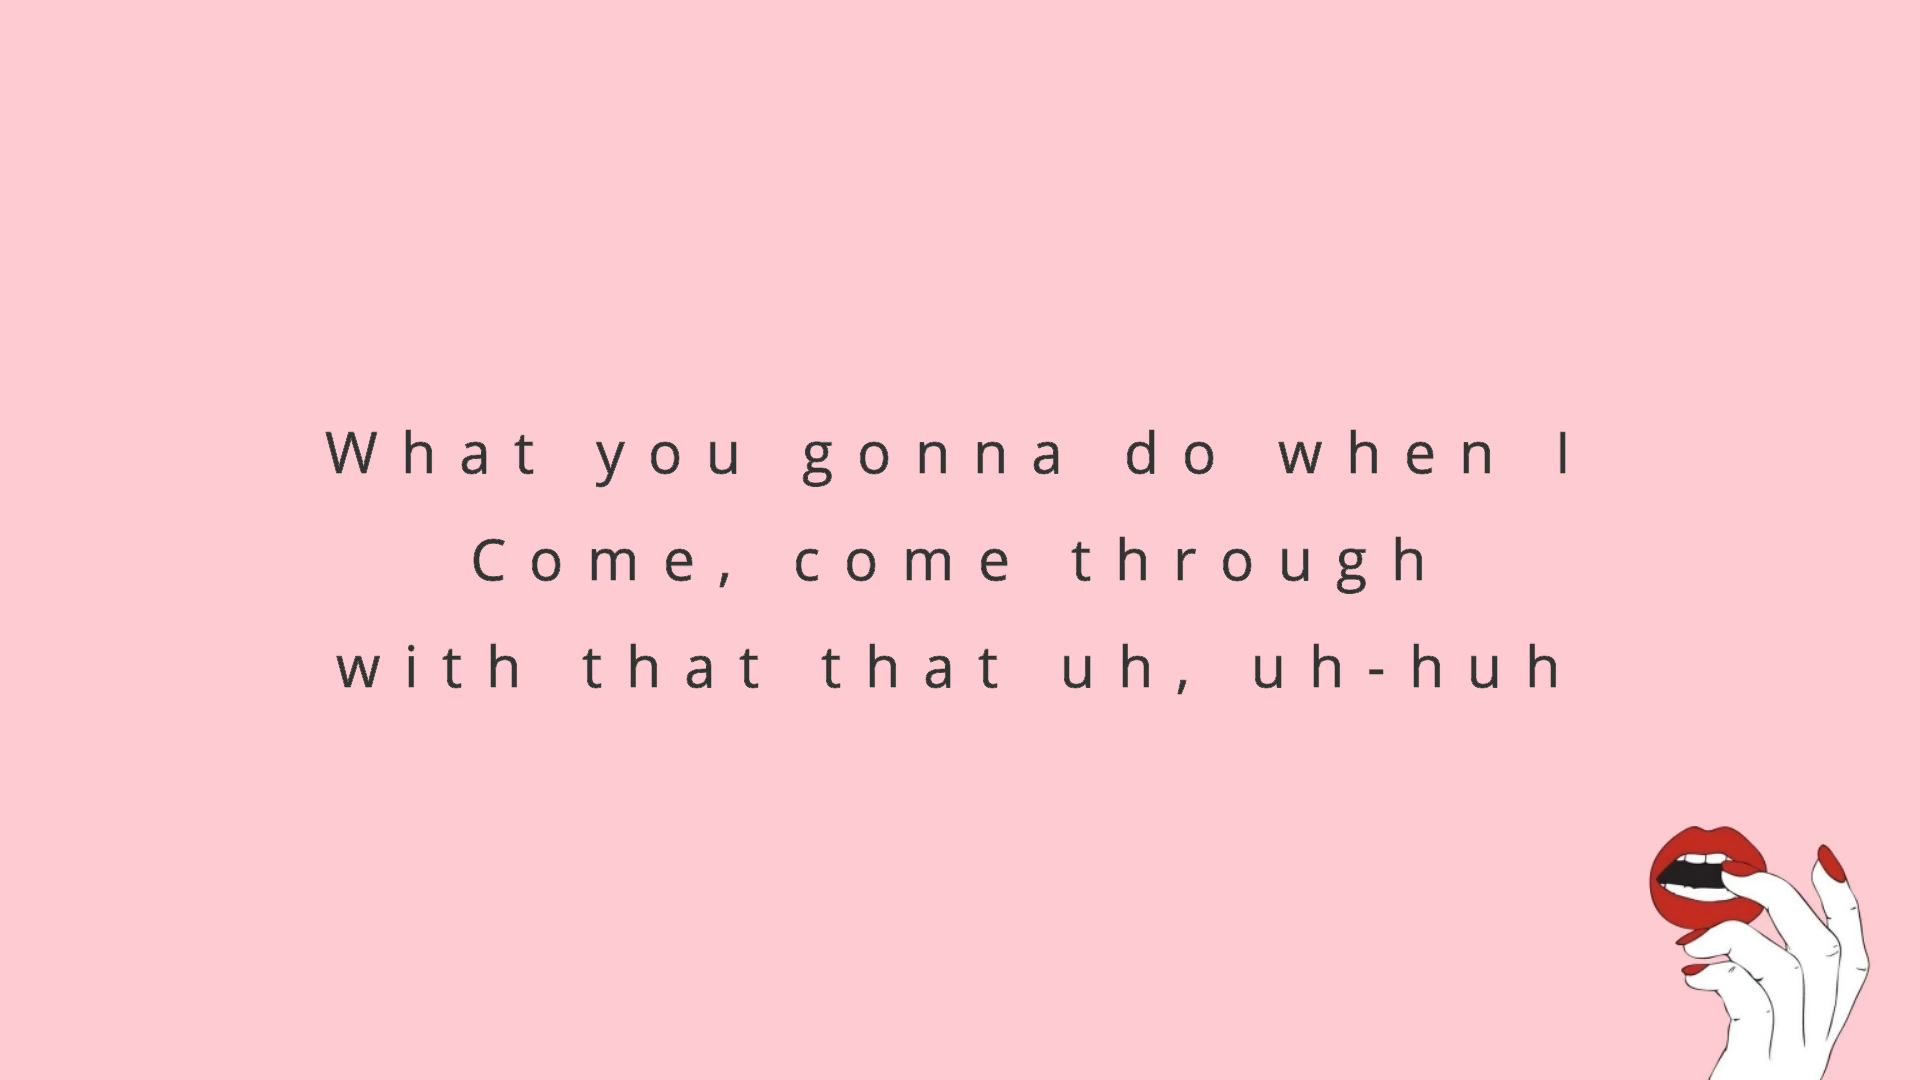 What you gonna do when I
Come, come through
with that that uh, uh-huh